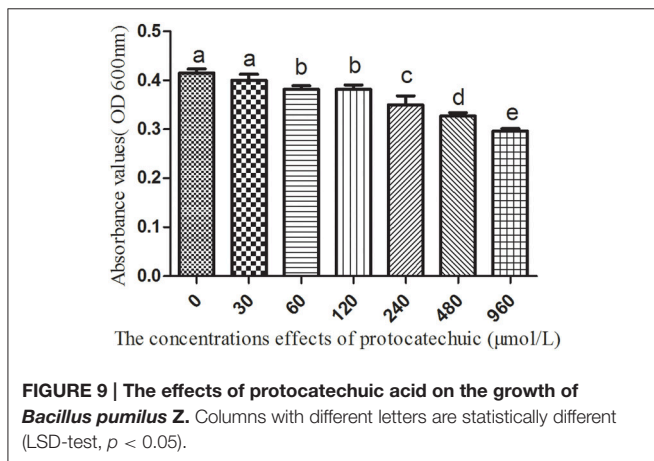 Absorbance values( OD 600nm)
0.5
0.4
0.3
0.2
0.1
0.0
a a b b c d e
0 30 60 120 240 480 960
The concentrations effects of protocatechuic (μmol/L)
FIGURE 9 | The effects of protocatechuic acid on the growth of
Bacillus pumilus Z. Columns with different letters are statistically different
(LSD-test, p < 0.05).